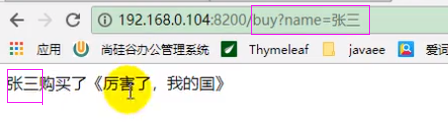 192.168.0.104:8200/buy?name=张三
应用 尚硅谷办公管理系统 Thymeleaf javaee 爱词
张三购买了《厉害了，我的国》